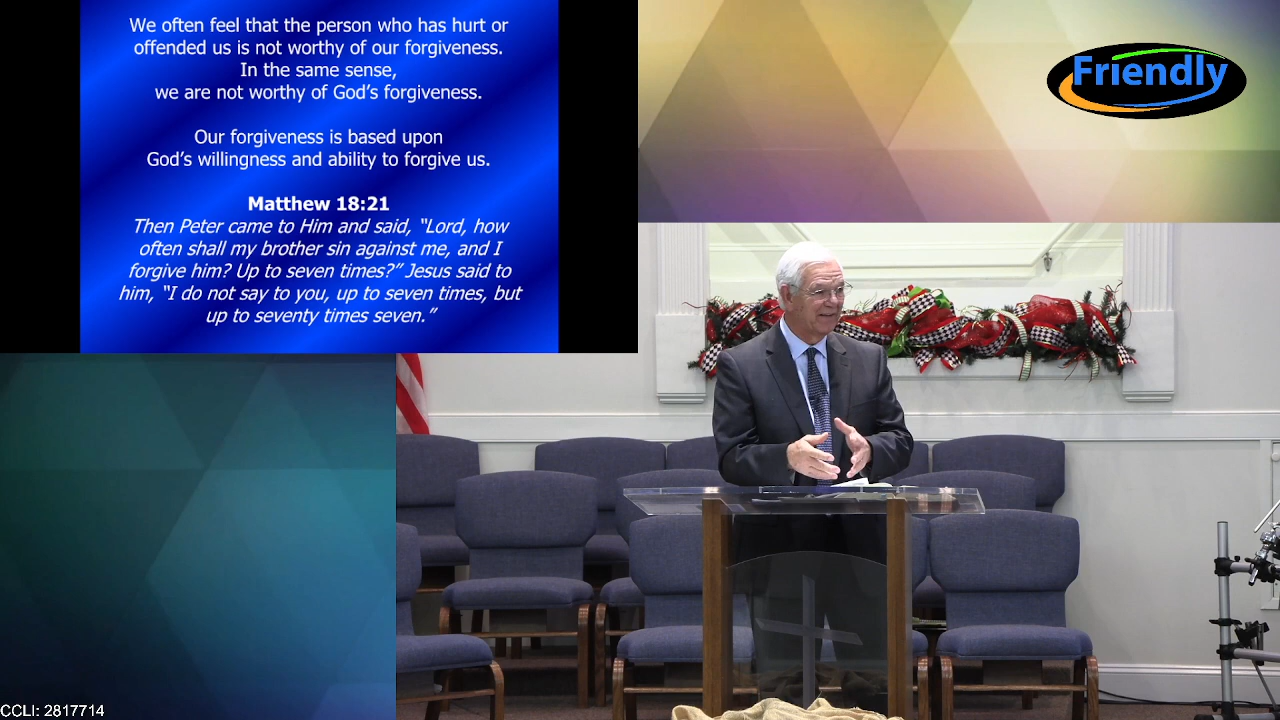 We often feel that the person who has hurt or
offended us is not worthy of our forgiveness.
In the same sense,
we are not worthy of God’s forgiveness.
Our forgiveness is based upon
God’s willingness and ability to forgive us.
Matthew 18:21
Then Peter came to Him and said, “Lord, how
often shall my brother sin against me, and I
forgive him? Up to seven times?” Jesus said to
him, “I do not say to you, up to seven times, but
up to seventy times seven.”
Friendly
CCLI: 2817714